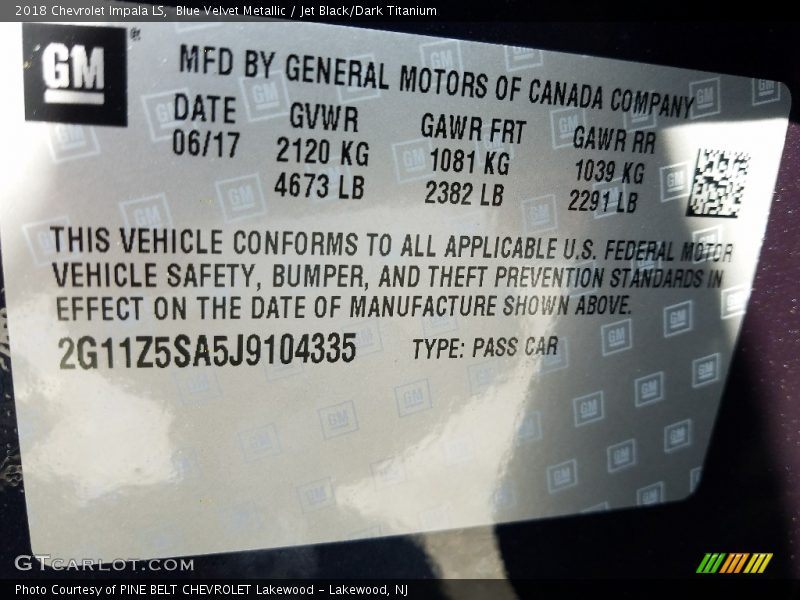 2018 Chevrolet Impala LS, Blue Velvet Metallic / Jet Black/Dark Titanium
GM
®
MFD BY GENERAL MOTORS OF CANADA COMPANY
DATE GVWR GAWR FRT GAWR RR
06/17 2120 KG 1081 KG 1039 KG
4673 LB 2382 LB 2291 LB
THIS VEHICLE CONFORMS TO ALL APPLICABLE U.S. FEDERAL MOTOR
VEHICLE SAFETY, BUMPER, AND THEFT PREVENTION STANDARDS IN
EFFECT ON THE DATE OF MANUFACTURE SHOWN ABOVE.
2G11Z5SA5J9104335 TYPE: PASS CAR
GTCARLOT.COM
Photo Courtesy of PINE BELT CHEVROLET Lakewood - Lakewood, NJ